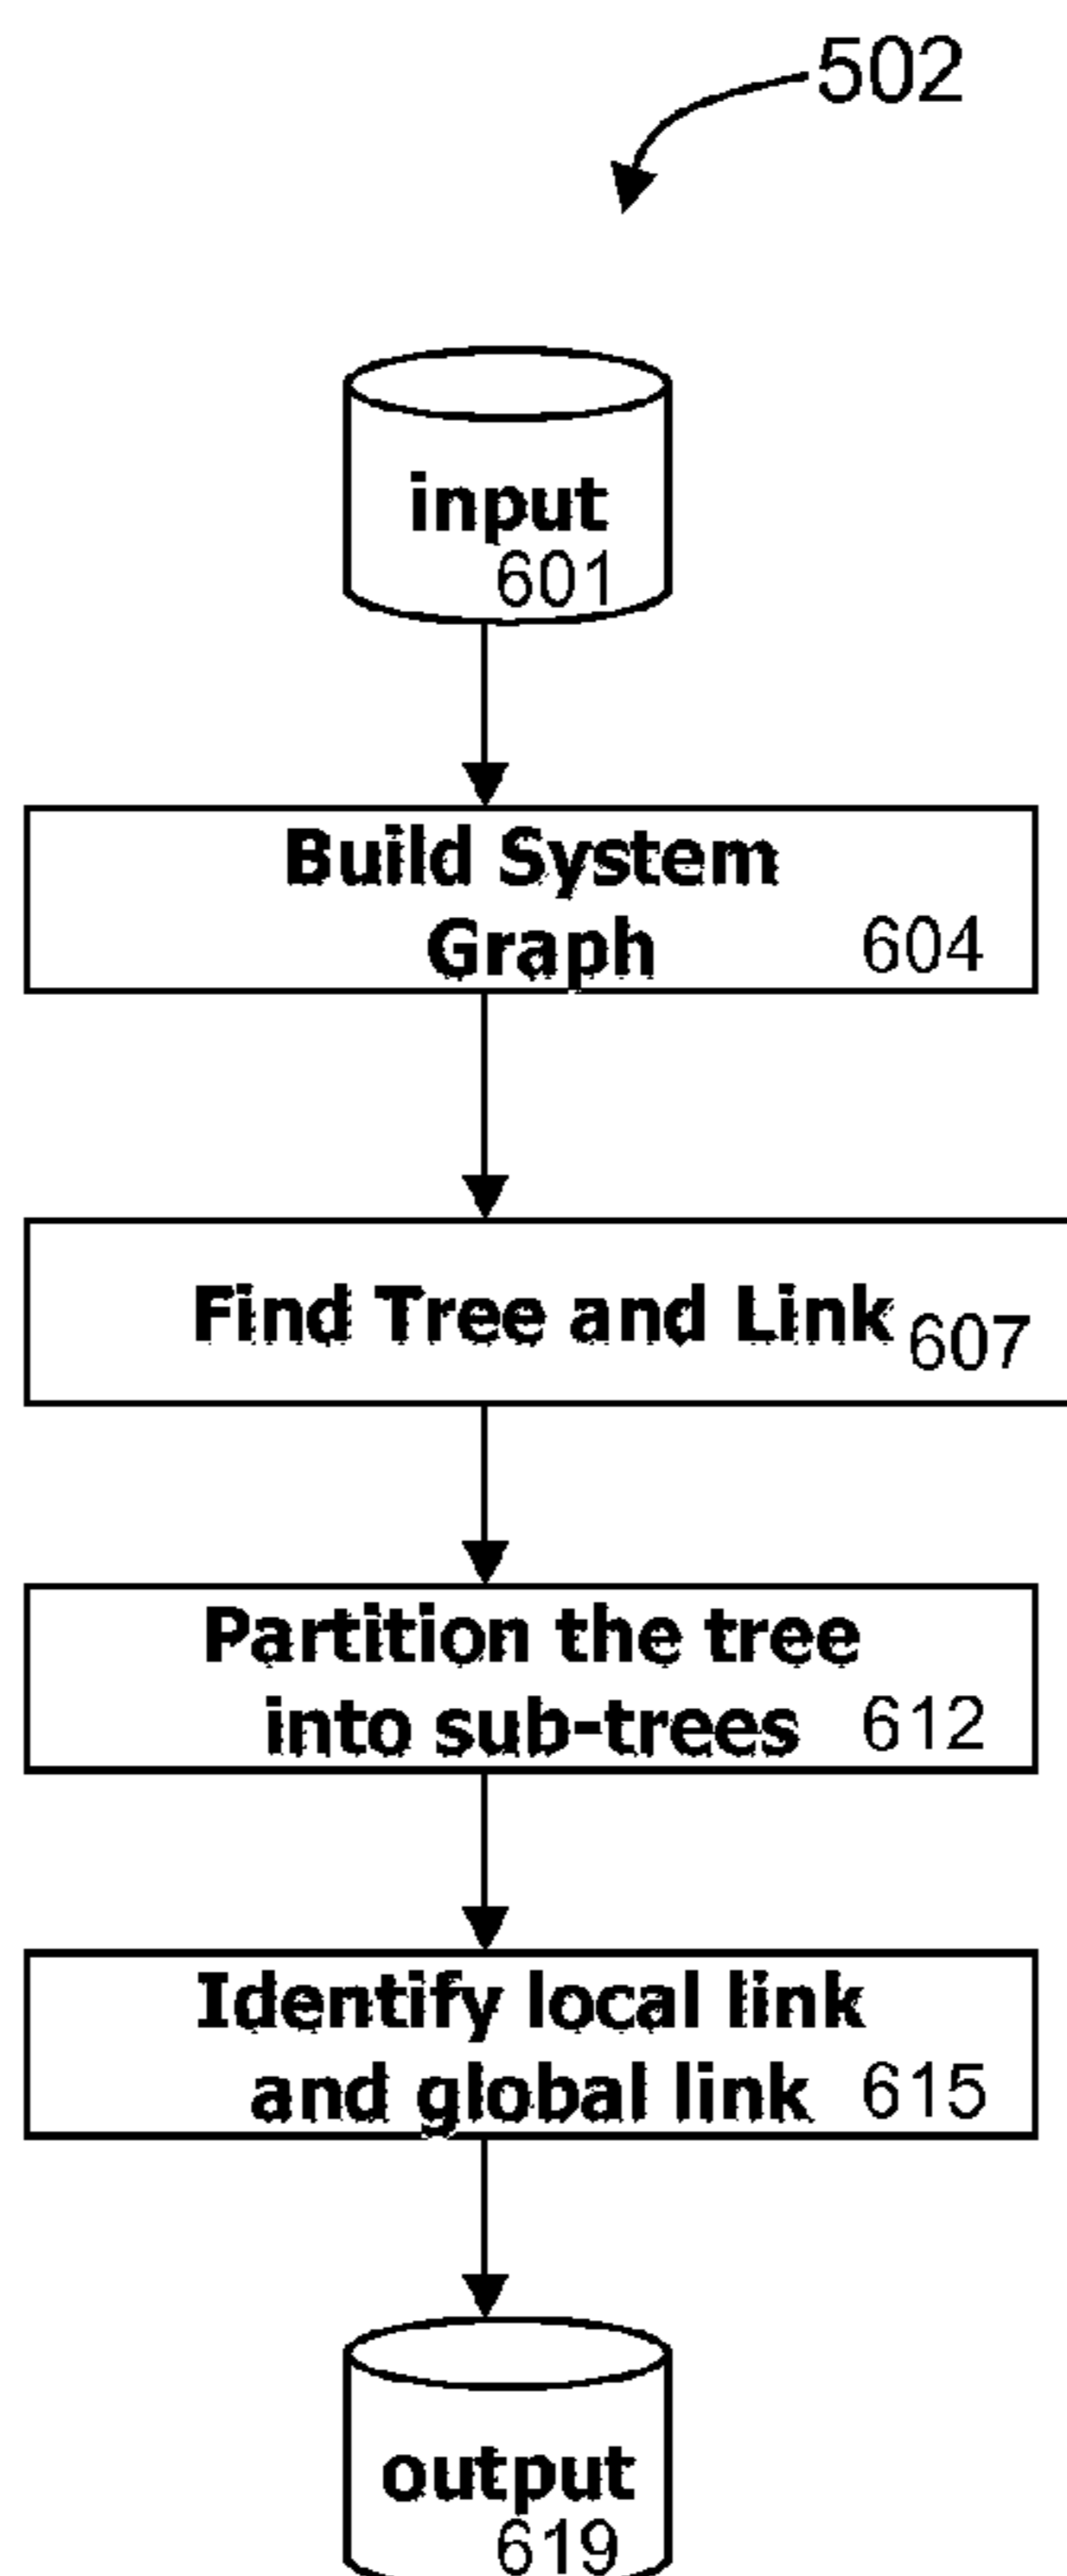 502
input
601
Build System
Graph 604
Find Tree and Link 607
Partition the tree
into sub-trees 612
Identify local link
and global link 615
output
619